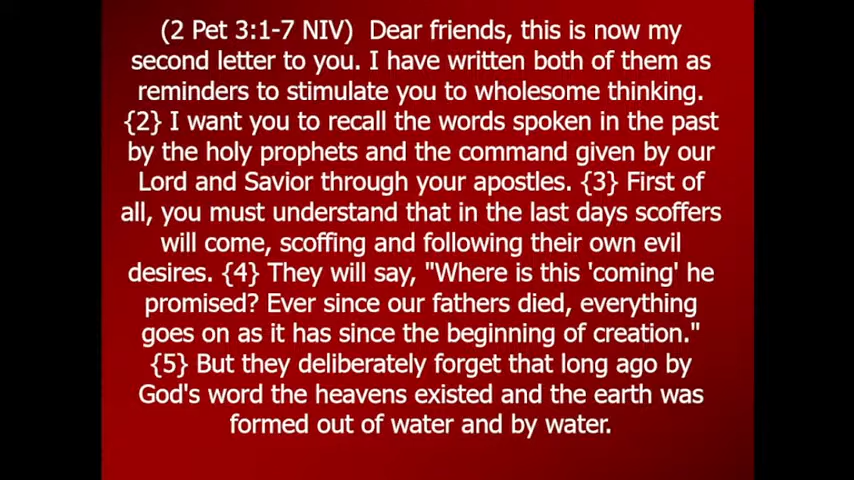 (2 Pet 3:1-7 NIV)  Dear friends, this is now my
second letter to you. I have written both of them as
reminders to stimulate you to wholesome thinking.
{2} I want you to recall the words spoken in the past
by the holy prophets and the command given by our
Lord and Savior through your apostles. {3} First of
all, you must understand that in the last days scoffers
will come, scoffing and following their own evil
desires. {4} They will say, "Where is this 'coming' he
promised? Ever since our fathers died, everything
goes on as it has since the beginning of creation."
{5} But they deliberately forget that long ago by
God's word the heavens existed and the earth was
formed out of water and by water.